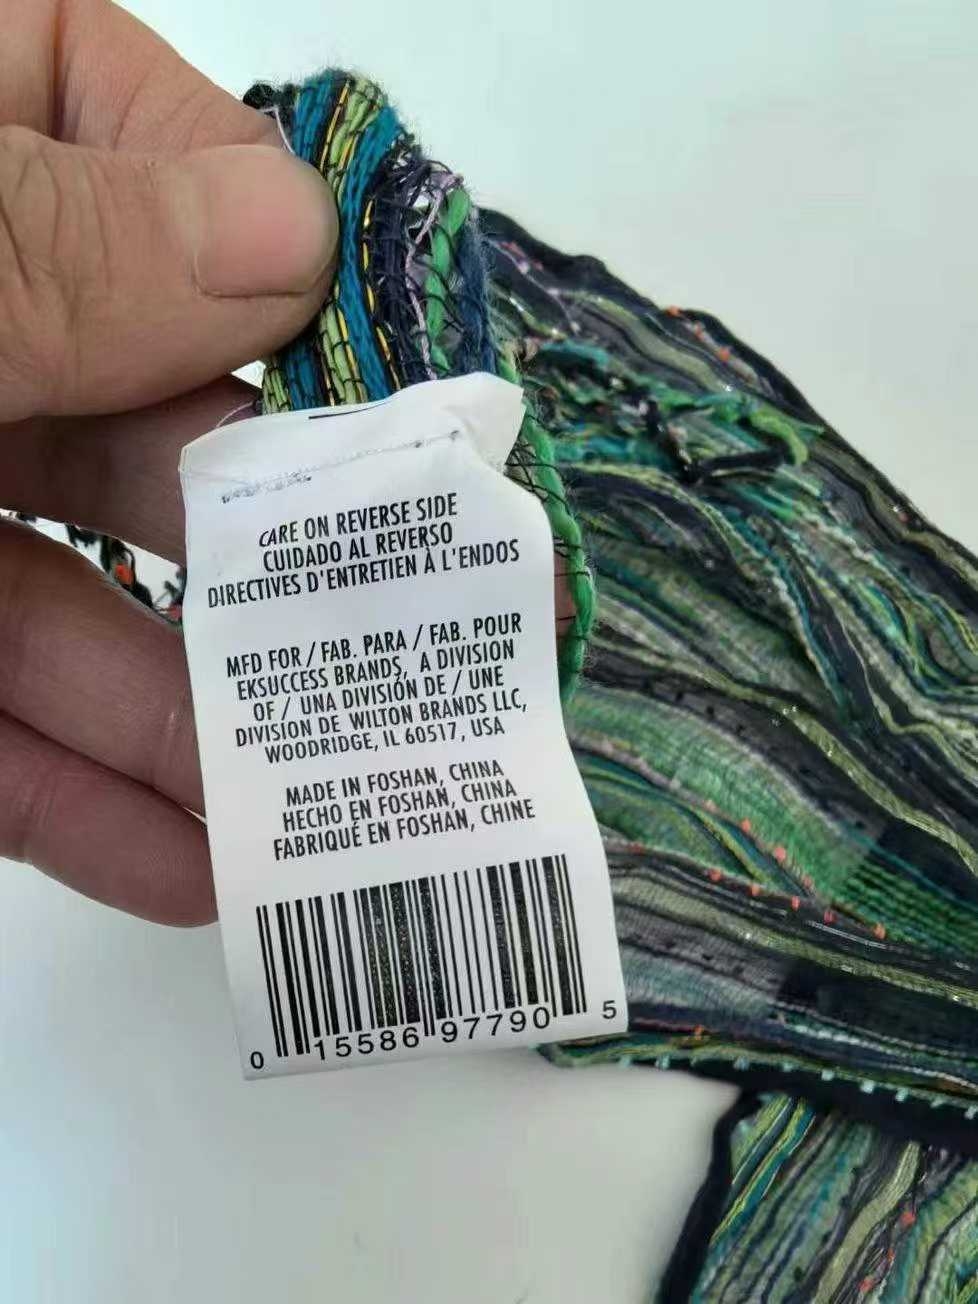 CARE ON REVERSE SIDE
CUIDADO AL REVERSO
DIRECTIVES D'ENTRETIEN À L'ENDOS
MFD FOR / FAB. PARA / FAB. POUR
EKSUCCESS BRANDS, A DIVISION
OF / UNA DIVISIÓN DE / UNE
DIVISION DE WILTON BRANDS LLC,
WOODRIDGE, IL 60517, USA
MADE IN FOSHAN, CHINA
HECHO EN FOSHAN, CHINA
FABRIQUÉ EN FOSHAN, CHINE
0 15586 97790 5